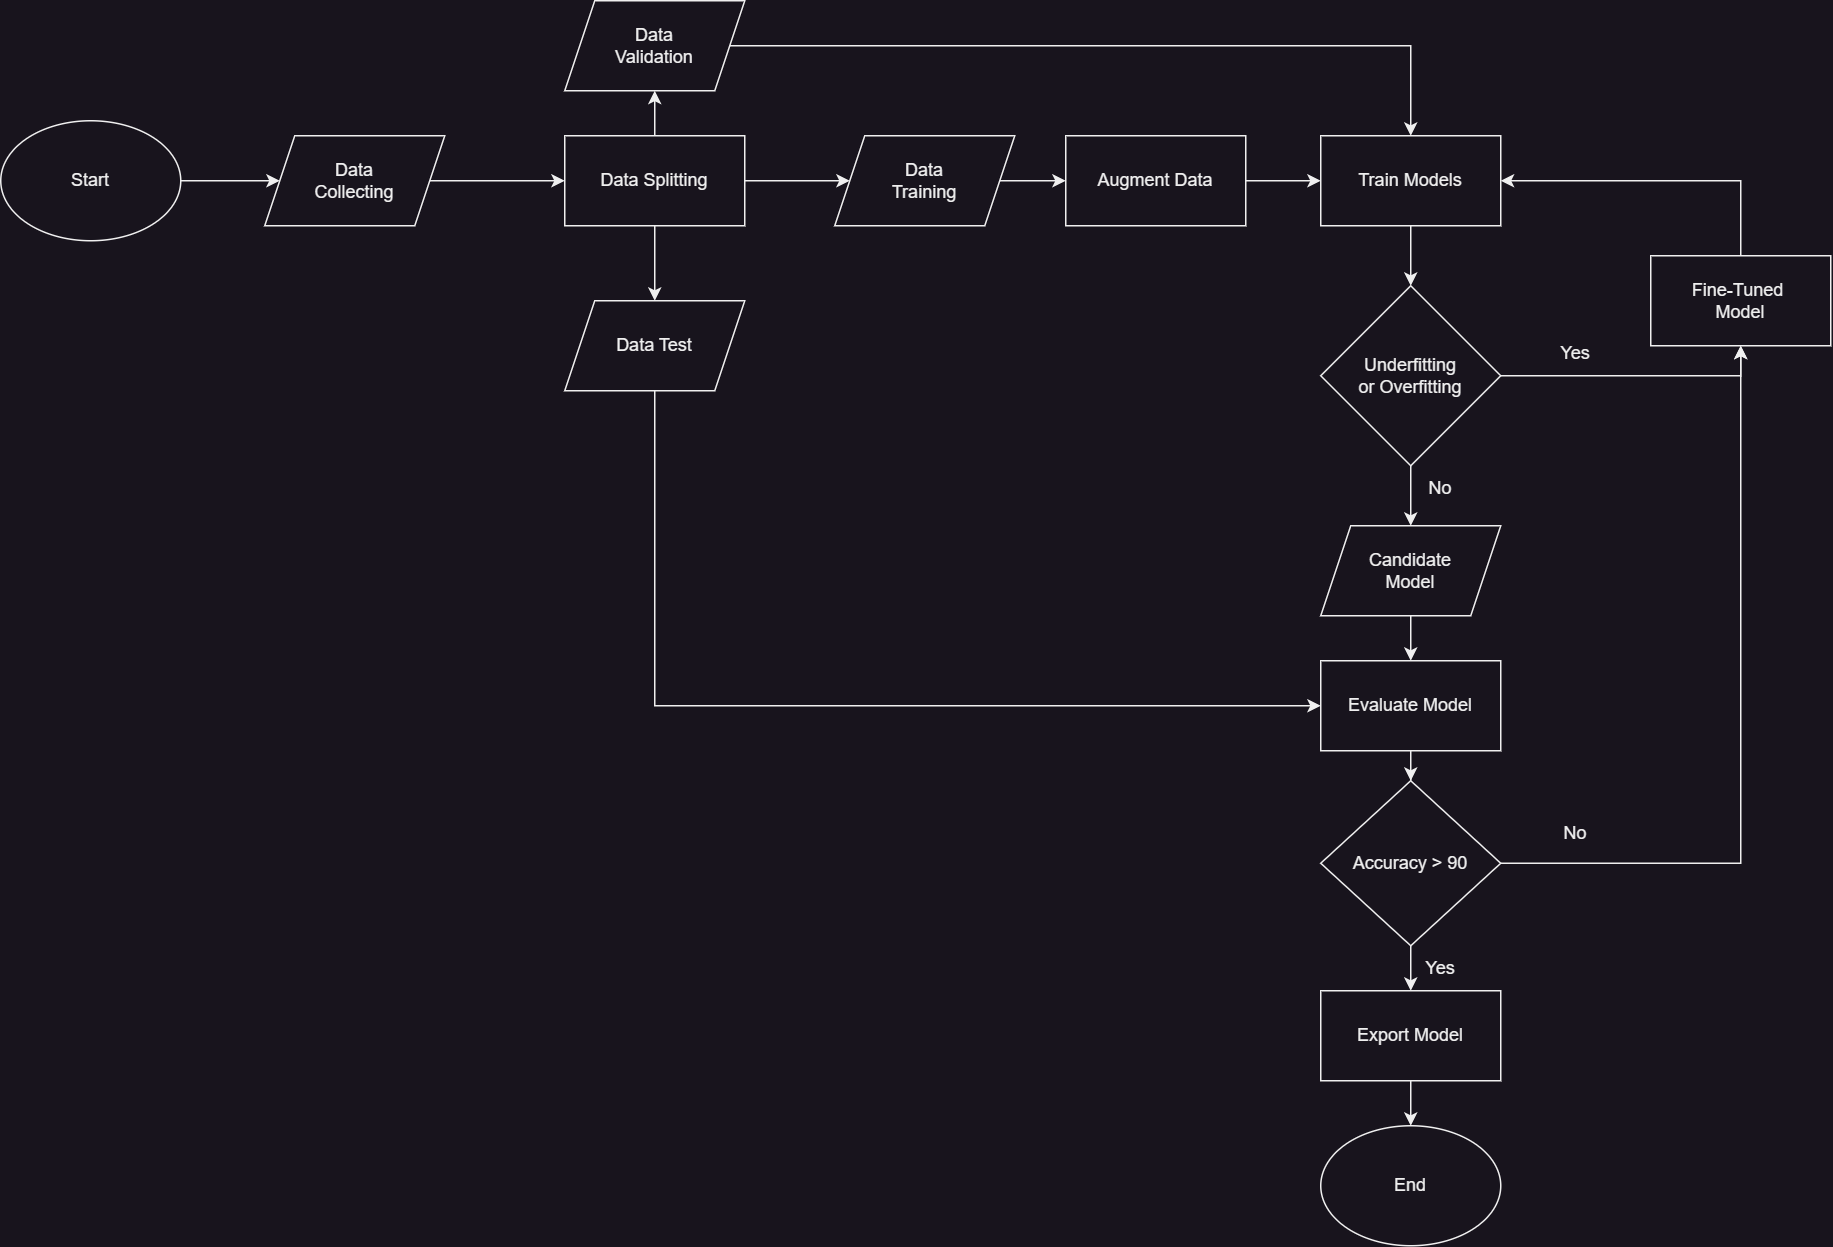 Data
Validation
Start
Data
Collecting
Data Splitting
Data
Training
Augment Data
Train Models
Data Test
Fine-Tuned
Model
Underfitting
or Overfitting
Yes
No
Candidate
Model
Evaluate Model
Accuracy > 90
No
Yes
Export Model
End